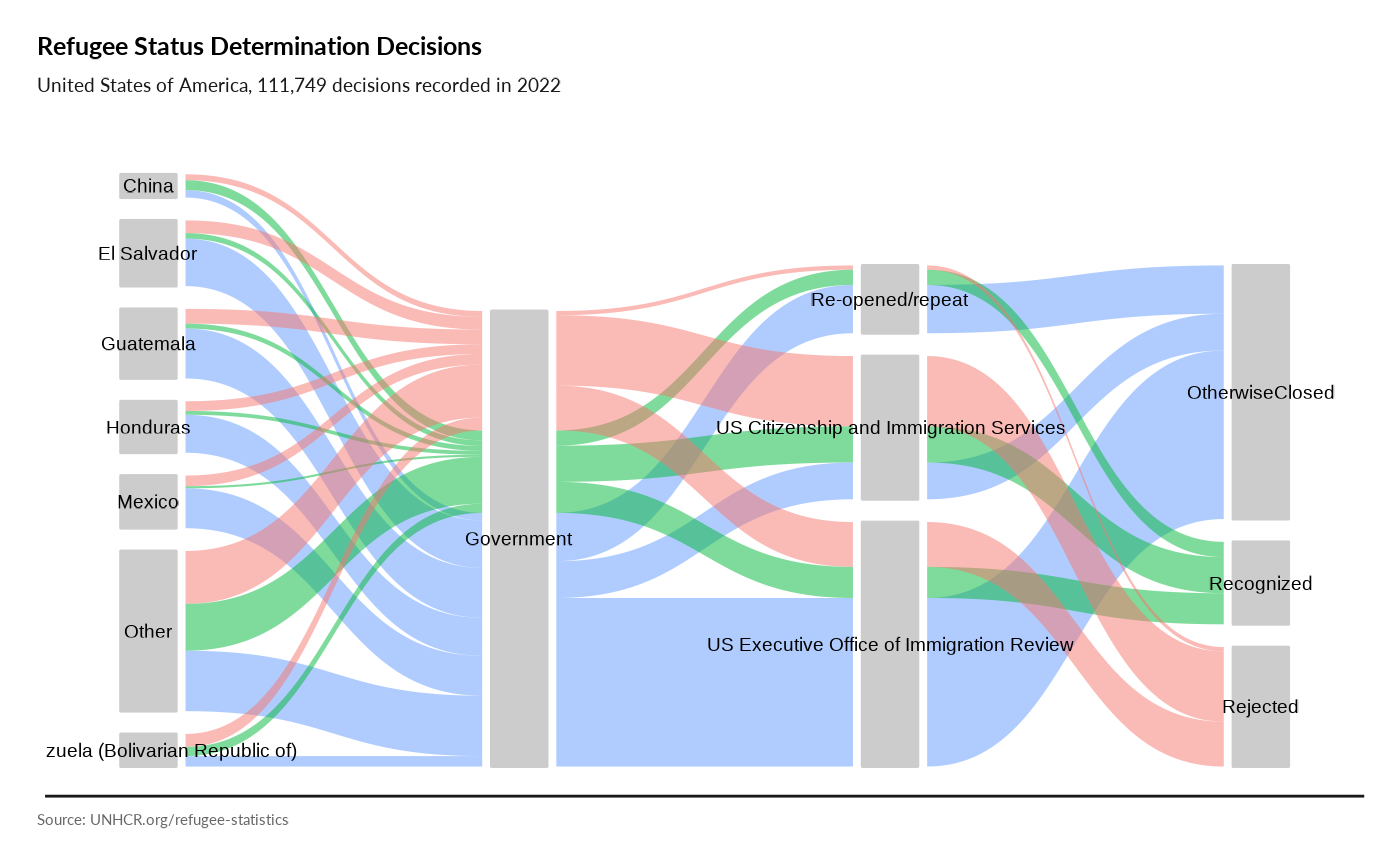 Refugee Status Determination Decisions
United States of America, 111,749 decisions recorded in 2022
China
El Salvador
Guatemala
Honduras
Mexico
Other
zuela (Bolivarian Republic of)
Government
Re-opened/repeat
US Citizenship and Immigration Services
US Executive Office of Immigration Review
OtherwiseClosed
Recognized
Rejected
Source: UNHCR.org/refugee-statistics